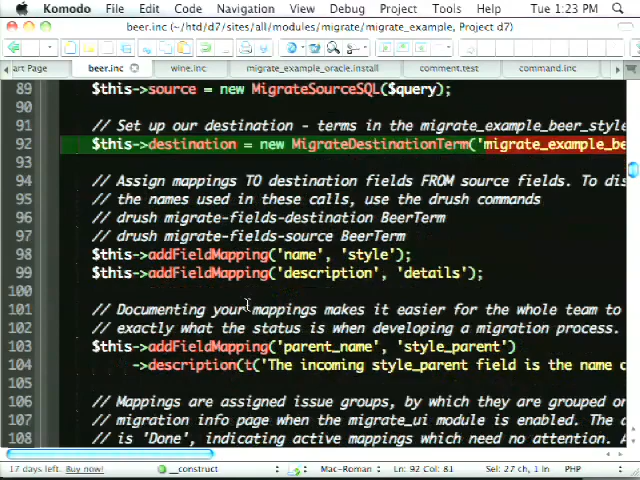 Komodo File Edit Code Navigation View Debug Project Tools Help Tue 1:23 PM
beer.inc (~/htd/d7/sites/all/modules/migrate/migrate_example, Project d7)
art Page beer.inc wine.inc migrate_example_oracle.install comment.test command.inc
89 $this->source = new MigrateSourceSQL($query);
90
91 // Set up our destination - terms in the migrate_example_beer_style
92 $this->destination = new MigrateDestinationTerm('migrate_example_be
93
94 // Assign mappings TO destination fields FROM source fields. To dis
95 // the names used in these calls, use the drush commands
96 // drush migrate-fields-destination BeerTerm
97 // drush migrate-fields-source BeerTerm
98 $this->addFieldMapping('name', 'style');
99 $this->addFieldMapping('description', 'details');
100
101 // Documenting your mappings makes it easier for the whole team to
102 // exactly what the status is when developing a migration process.
103 $this->addFieldMapping('parent_name', 'style_parent')
104 ->description(t('The incoming style_parent field is the name o
105
106 // Mappings are assigned issue groups, by which they are grouped on
107 // migration info page when the migrate_ui module is enabled. The d
108 // is 'Done', indicating active mappings which need no attention. A
17 days left. Buy now! __construct Mac-Roman Ln: 92 Col: 81 Sel: 27 ch, 1 ln PHP